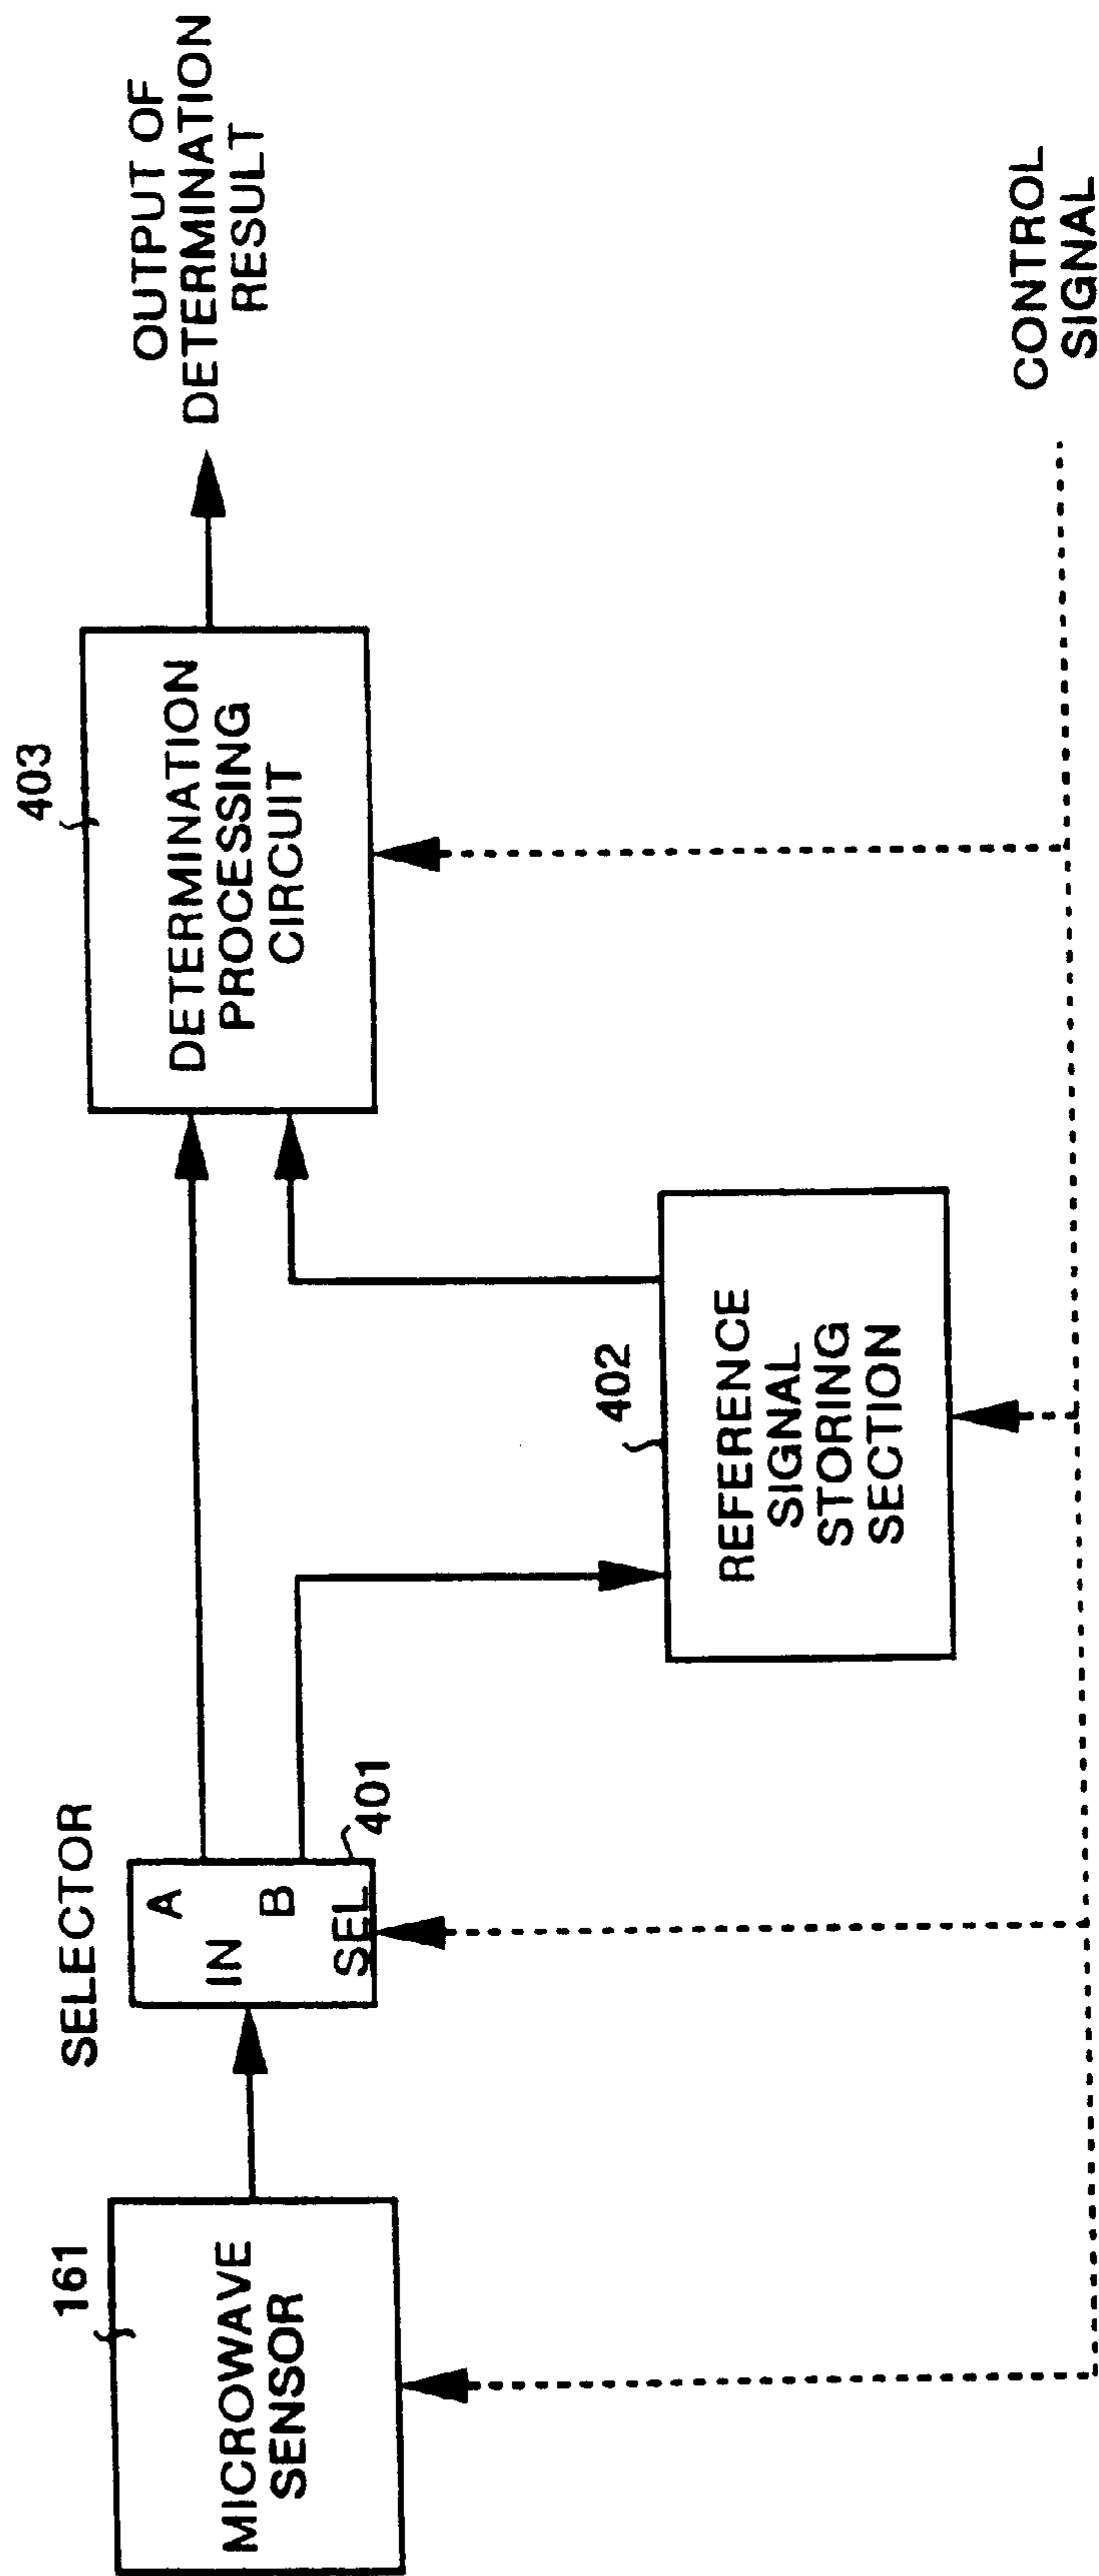 161
MICROWAVE
SENSOR
SELECTOR
A
IN
B
SEL
401
402
REFERENCE
SIGNAL
STORING
SECTION
403
DETERMINATION
PROCESSING
CIRCUIT
OUTPUT OF
DETERMINATION
RESULT
CONTROL
SIGNAL